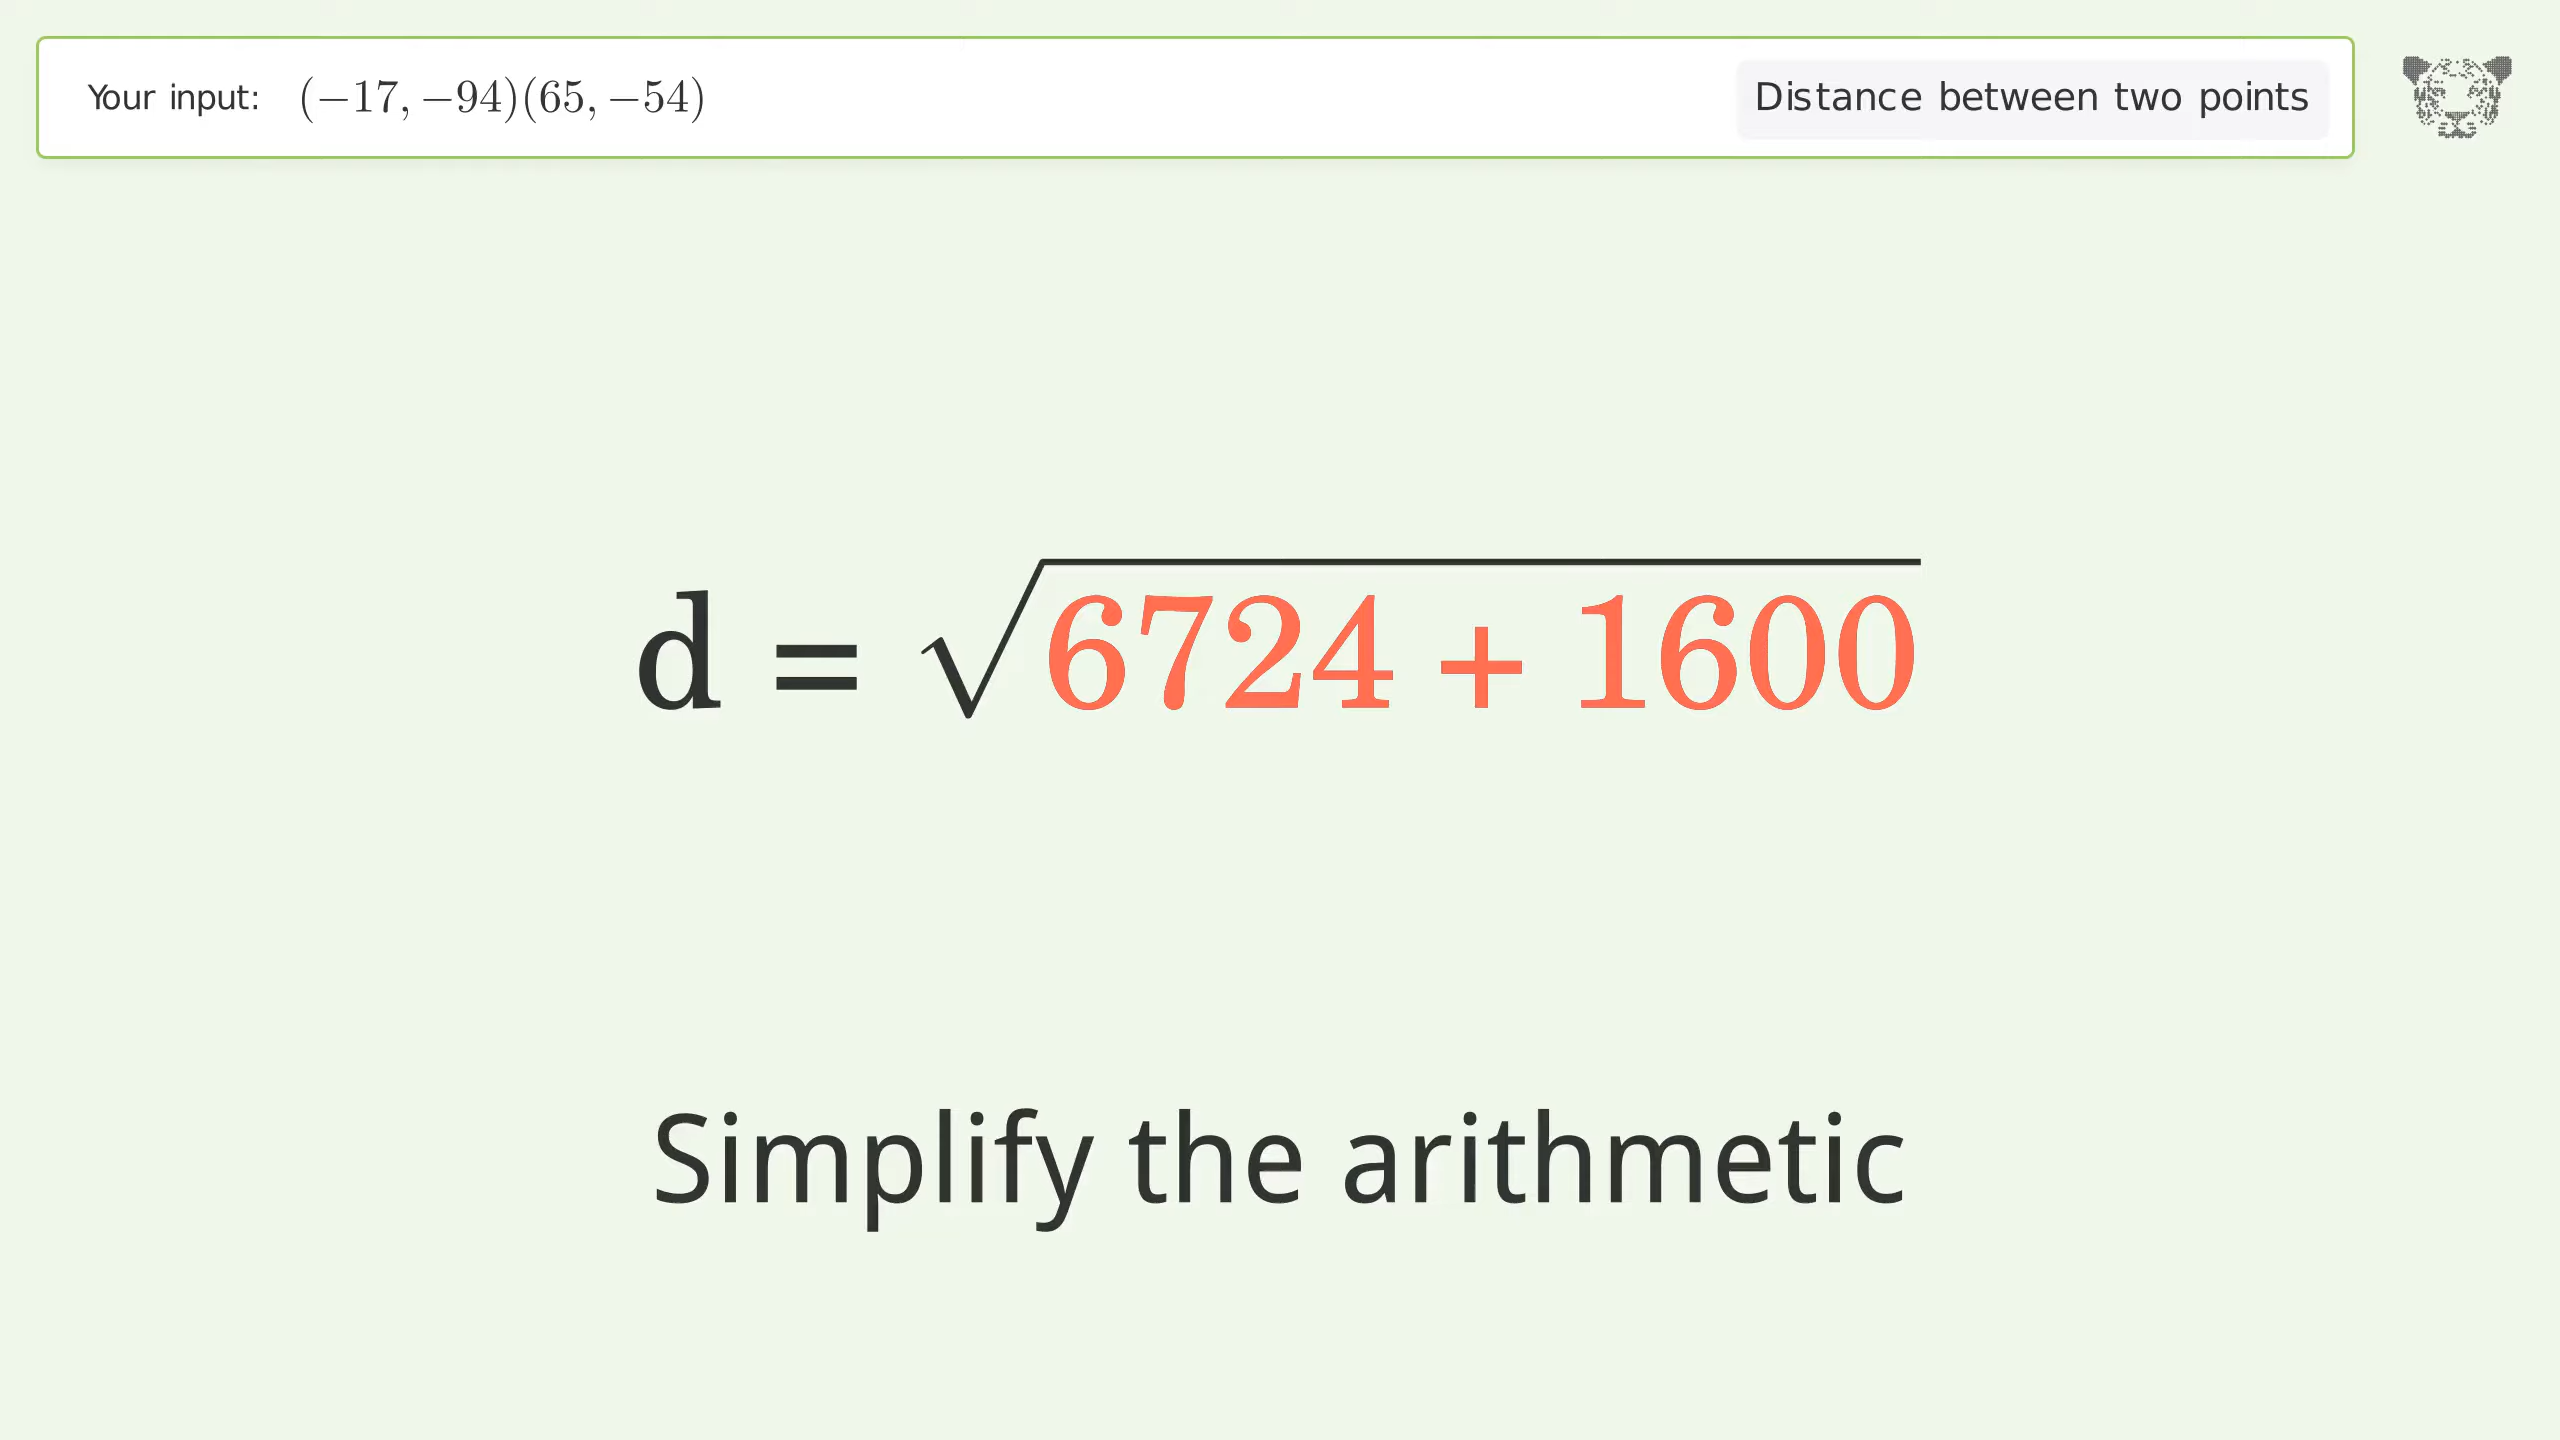 Your input: (−17, −94)(65, −54)
Distance between two points
d = √6724 + 1600
Simplify the arithmetic